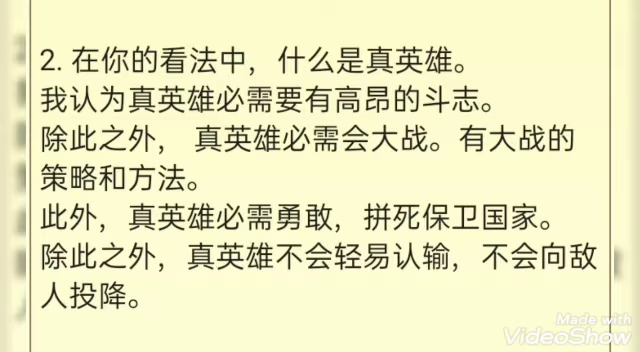 2. 在你的看法中，什么是真英雄。
我认为真英雄必需要有高昂的斗志。
除此之外， 真英雄必需会大战。有大战的
策略和方法。
此外，真英雄必需勇敢，拼死保卫国家。
除此之外，真英雄不会轻易认输，不会向敌
人投降。
Made with
VideoShow